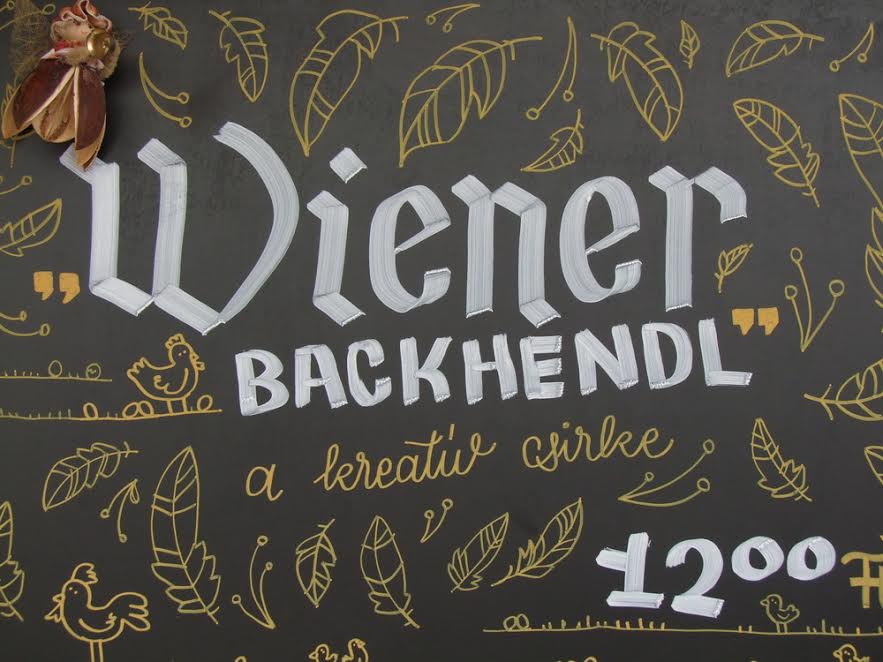 „Wiener
BACKHENDL”
a kreatív csirke
1200 F